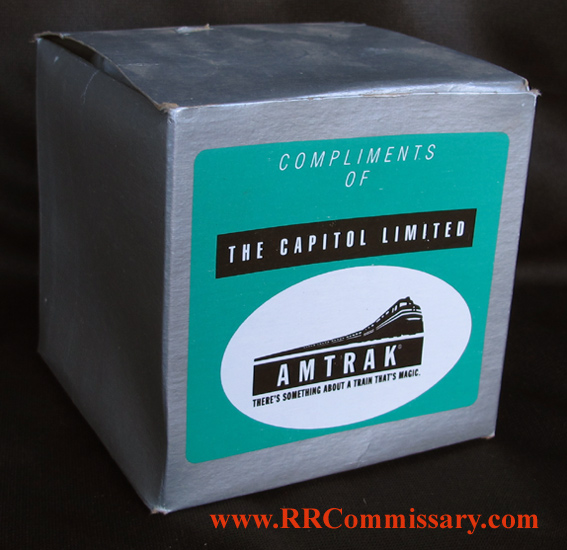 COMPLIMENTS
OF
THE CAPITOL LIMITED
AMTRAK®
THERE'S SOMETHING ABOUT A TRAIN THAT'S MAGIC.
www.RRCommissary.com